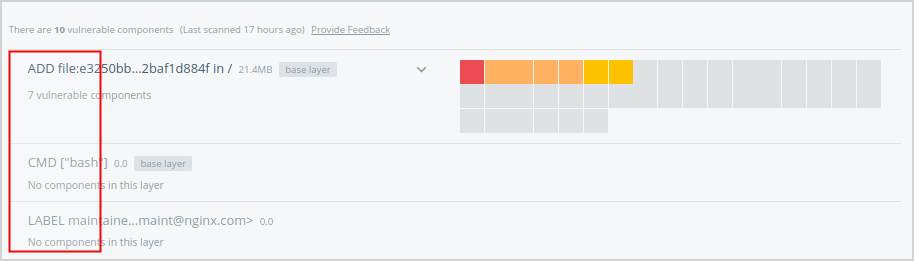 There are 10 vulnerable components (Last scanned 17 hours ago) Provide Feedback
ADD file:e3250bb...2baf1d884f in / 21.4MB base layer
7 vulnerable components
CMD ["bash"] 0.0 base layer
No components in this layer
LABEL maintaine...maint@nginx.com> 0.0
No components in this layer